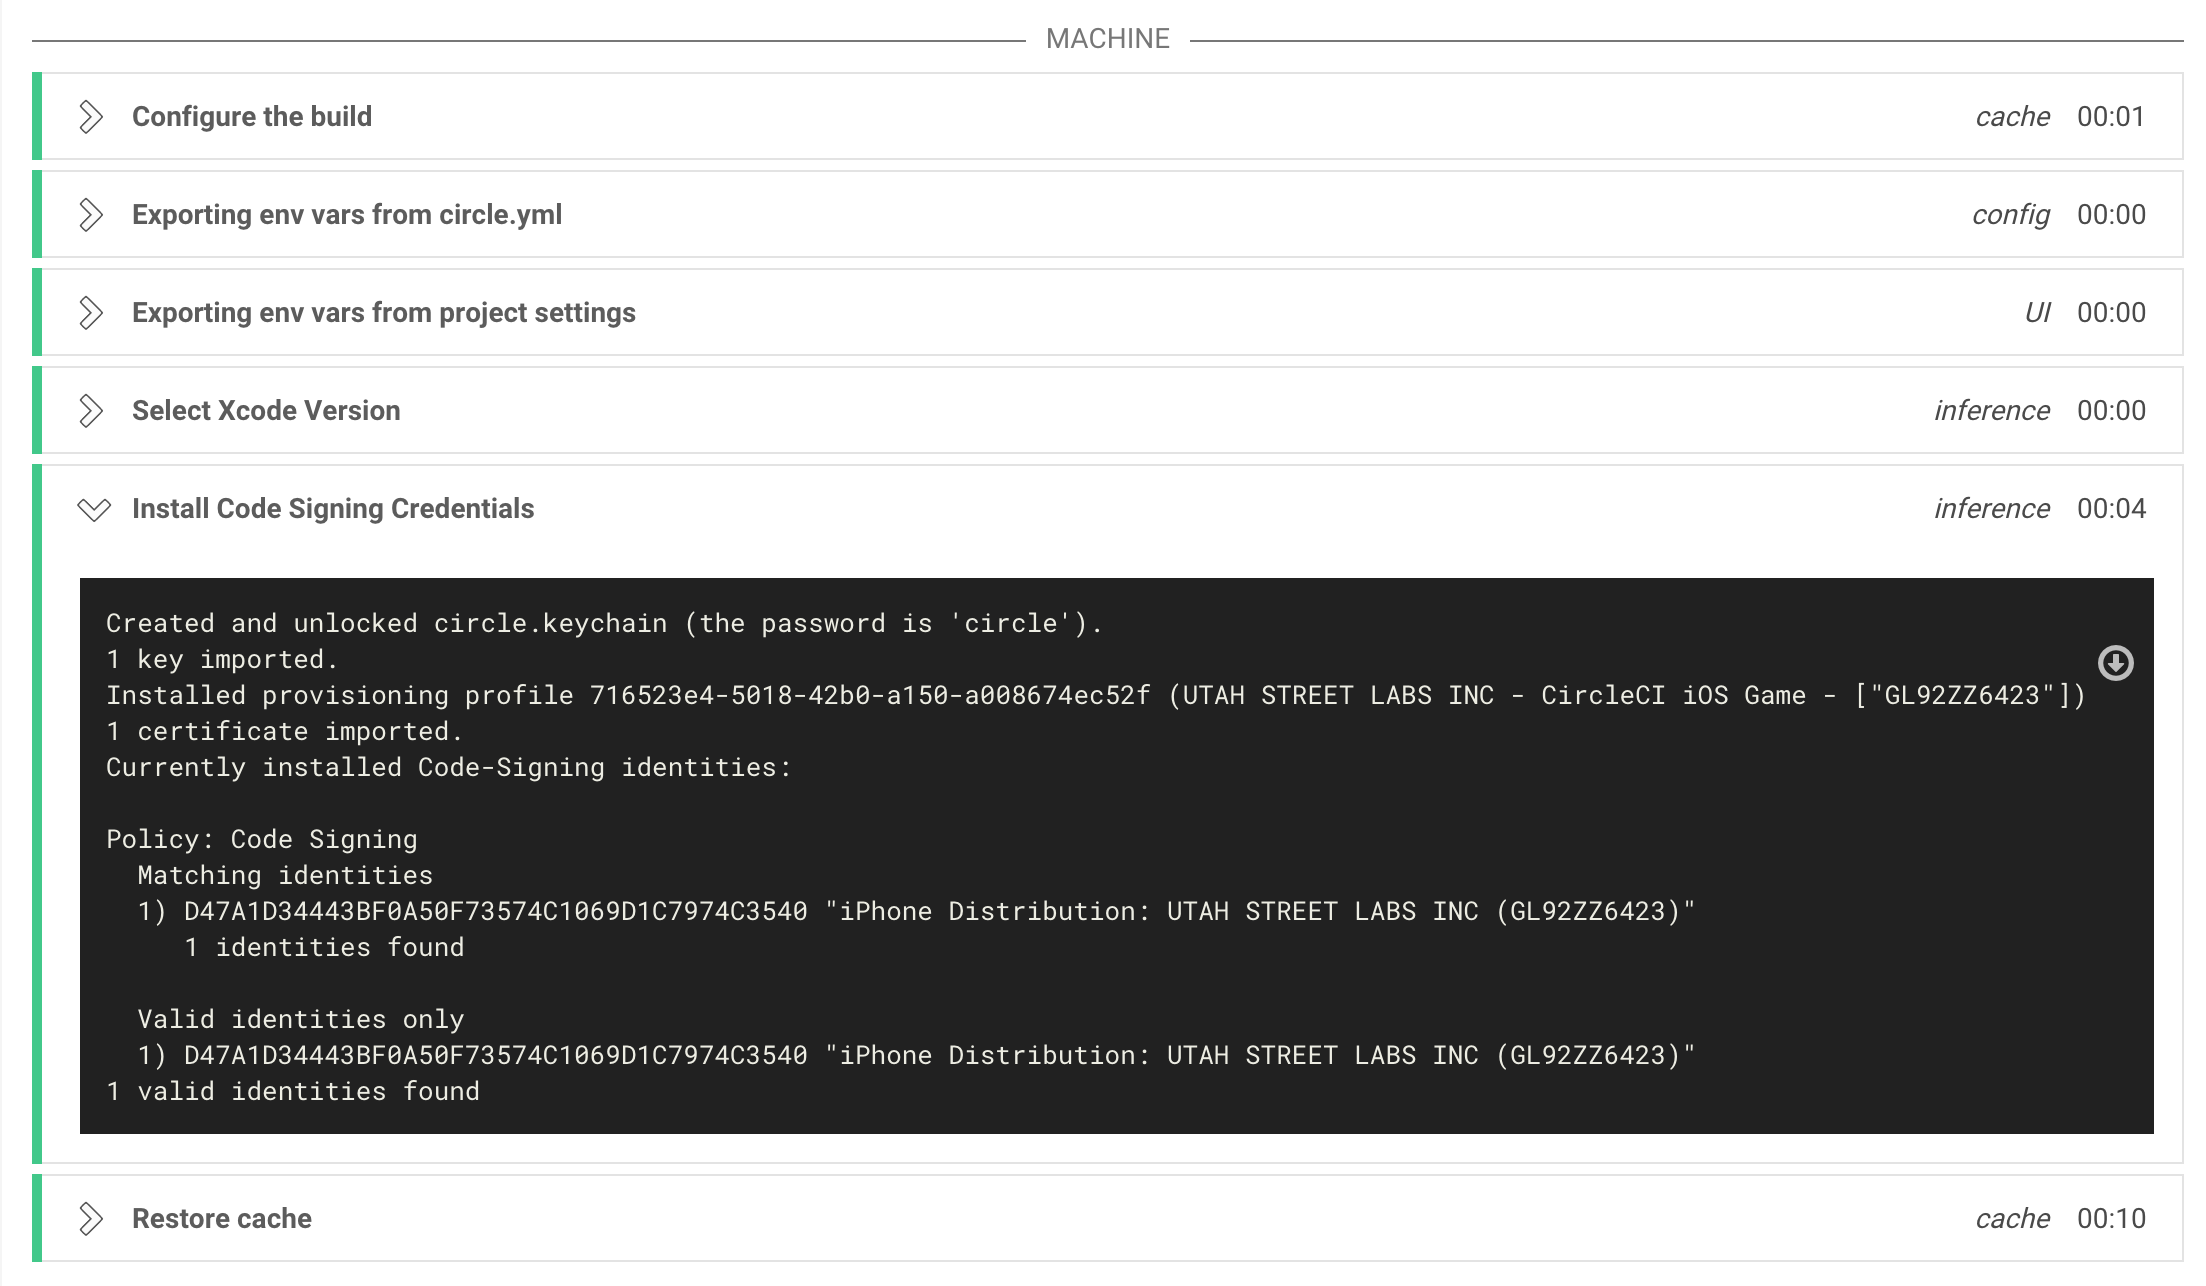 MACHINE
Configure the build cache 00:01
Exporting env vars from circle.yml config 00:00
Exporting env vars from project settings UI 00:00
Select Xcode Version inference 00:00
Install Code Signing Credentials inference 00:04
Created and unlocked circle.keychain (the password is 'circle').
1 key imported.
Installed provisioning profile 716523e4-5018-42b0-a150-a008674ec52f (UTAH STREET LABS INC - CircleCI iOS Game - ["GL92ZZ6423"])
1 certificate imported.
Currently installed Code-Signing identities:
Policy: Code Signing
Matching identities
1) D47A1D34443BF0A50F73574C1069D1C7974C3540 "iPhone Distribution: UTAH STREET LABS INC (GL92ZZ6423)"
1 identities found
Valid identities only
1) D47A1D34443BF0A50F73574C1069D1C7974C3540 "iPhone Distribution: UTAH STREET LABS INC (GL92ZZ6423)"
1 valid identities found
Restore cache cache 00:10